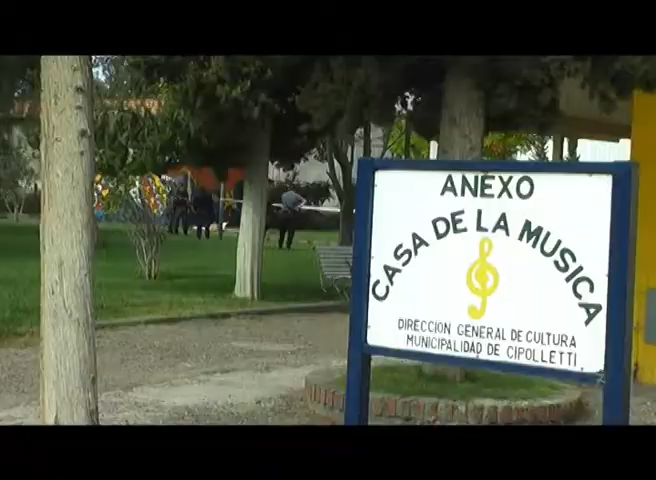 ANEXO
CASA DE LA MUSICA
DIRECCION GENERAL DE CULTURA
MUNICIPALIDAD DE CIPOLLETTI